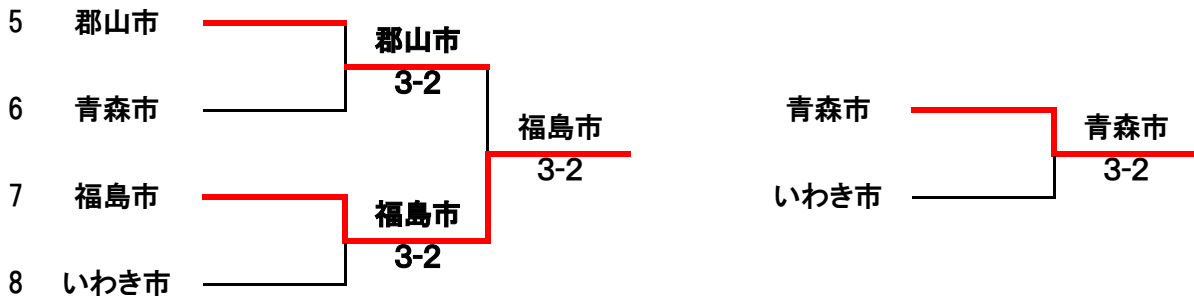 5 郡山市
郡山市
3-2
6 青森市
福島市
3-2
7 福島市
福島市
3-2
8 いわき市
青森市
青森市
3-2
いわき市